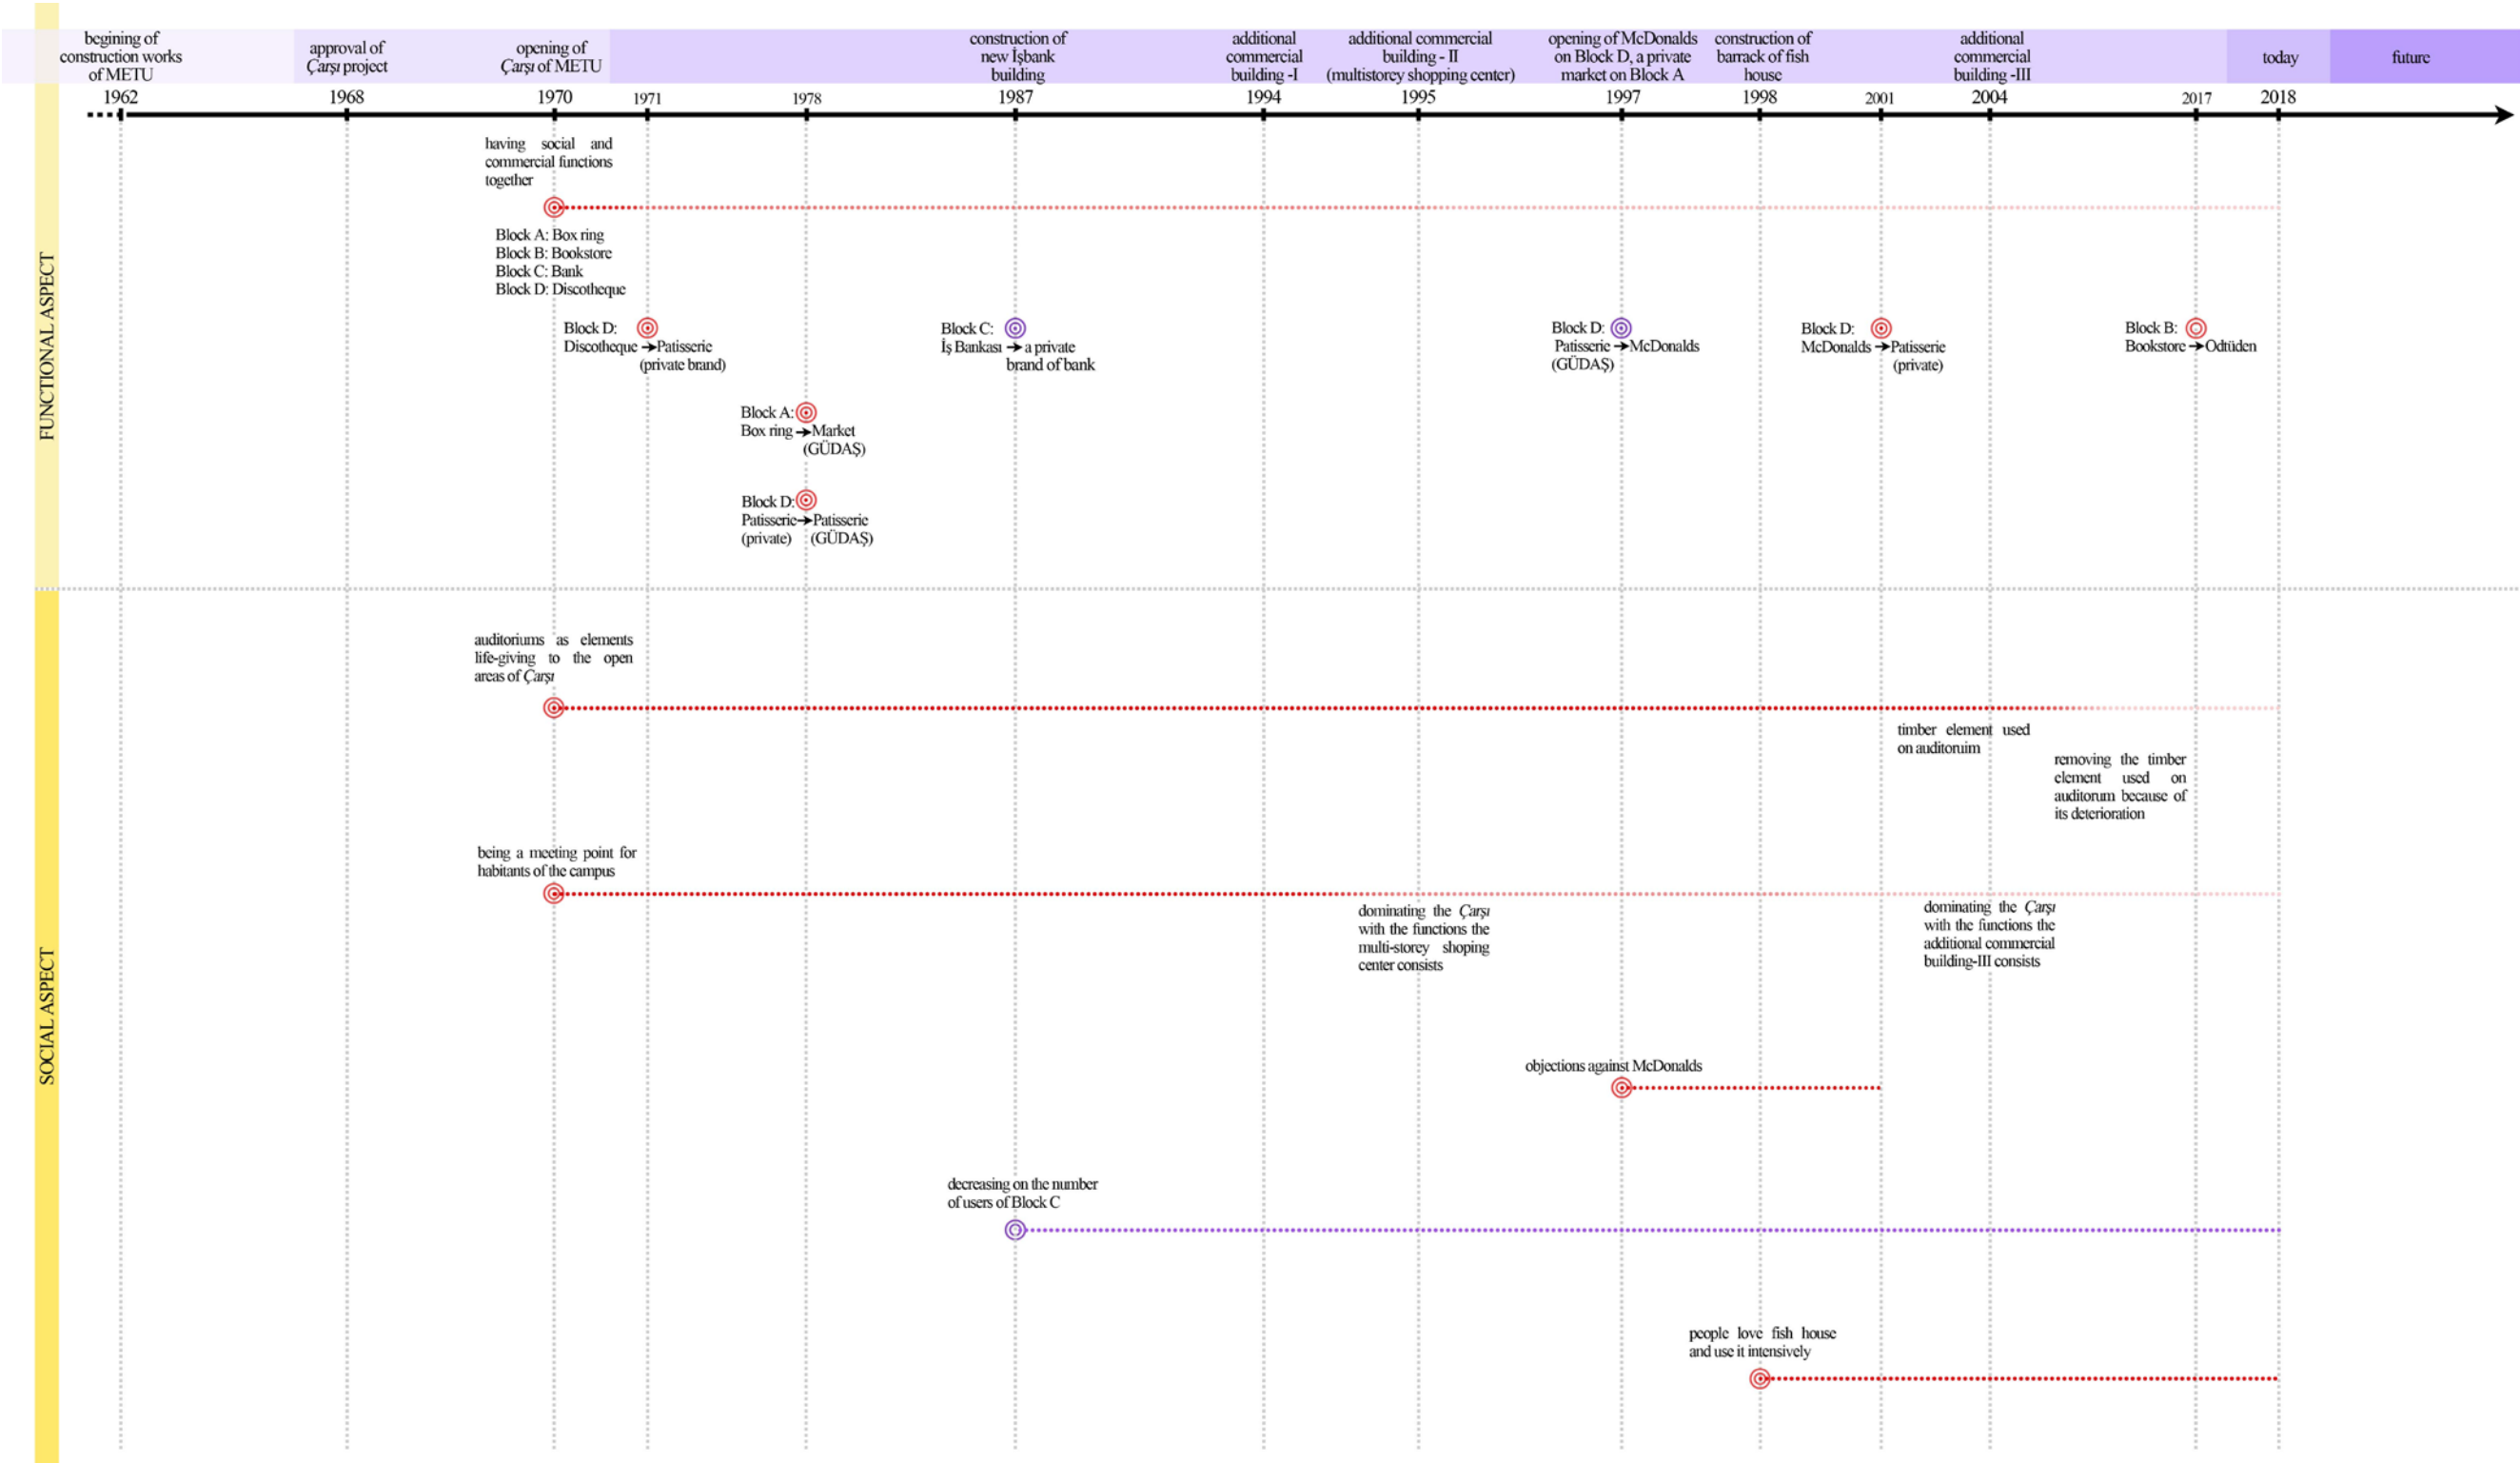 begining of
construction works
of METU
approval of
Çarşı project
opening of
Çarşı of METU
construction of
new İşbank
building
additional
commercial
building -I
additional commercial
building - II
(multistorey shopping center)
opening of McDonalds
on Block D, a private
market on Block A
construction of
barrack of fish
house
additional
commercial
building -III
today
future
1962
1968
1970
1971
1978
1987
1994
1995
1997
1998
2001
2004
2017
2018
FUNCTIONAL ASPECT
having social and
commercial functions
together
Block A: Box ring
Block B: Bookstore
Block C: Bank
Block D: Discotheque
Block D:
Discotheque → Patisserie
(private brand)
Block A:
Box ring → Market
(GÜDAŞ)
Block D:
Patisserie → Patisserie
(private) (GÜDAŞ)
Block C:
İş Bankası → a private
brand of bank
Block D:
Patisserie → McDonalds
(GÜDAŞ)
Block D:
McDonalds → Patisserie
(private)
Block B:
Bookstore → Odtüden
SOCIAL ASPECT
auditoriums as elements
life-giving to the open
areas of Çarşı
timber element used
on auditoruim
removing the timber
element used on
auditorum because of
its deterioration
being a meeting point for
habitants of the campus
dominating the Çarşı
with the functions the
multi-storey shoping
center consists
dominating the Çarşı
with the functions the
additional commercial
building-III consists
objections against McDonalds
decreasing on the number
of users of Block C
people love fish house
and use it intensively